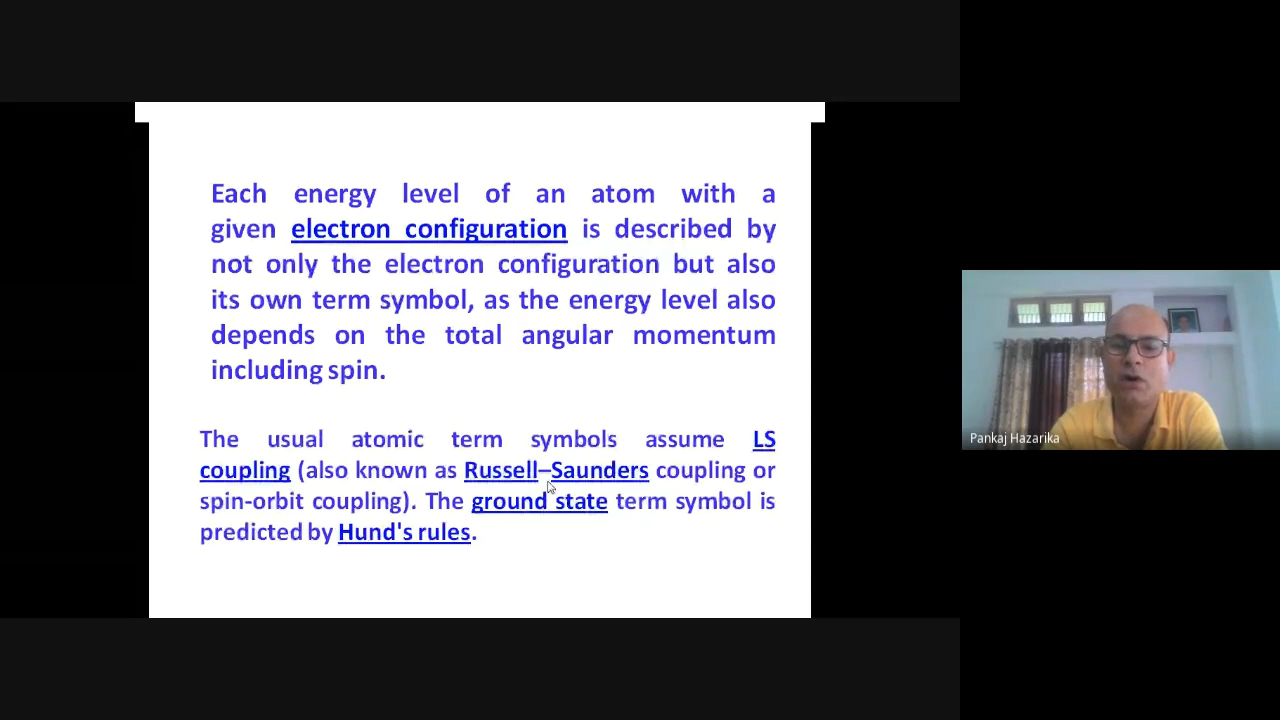 Each energy level of an atom with a
given electron configuration is described by
not only the electron configuration but also
its own term symbol, as the energy level also
depends on the total angular momentum
including spin.
The usual atomic term symbols assume LS
coupling (also known as Russell–Saunders coupling or
spin-orbit coupling). The ground state term symbol is
predicted by Hund's rules.
Pankaj Hazarika